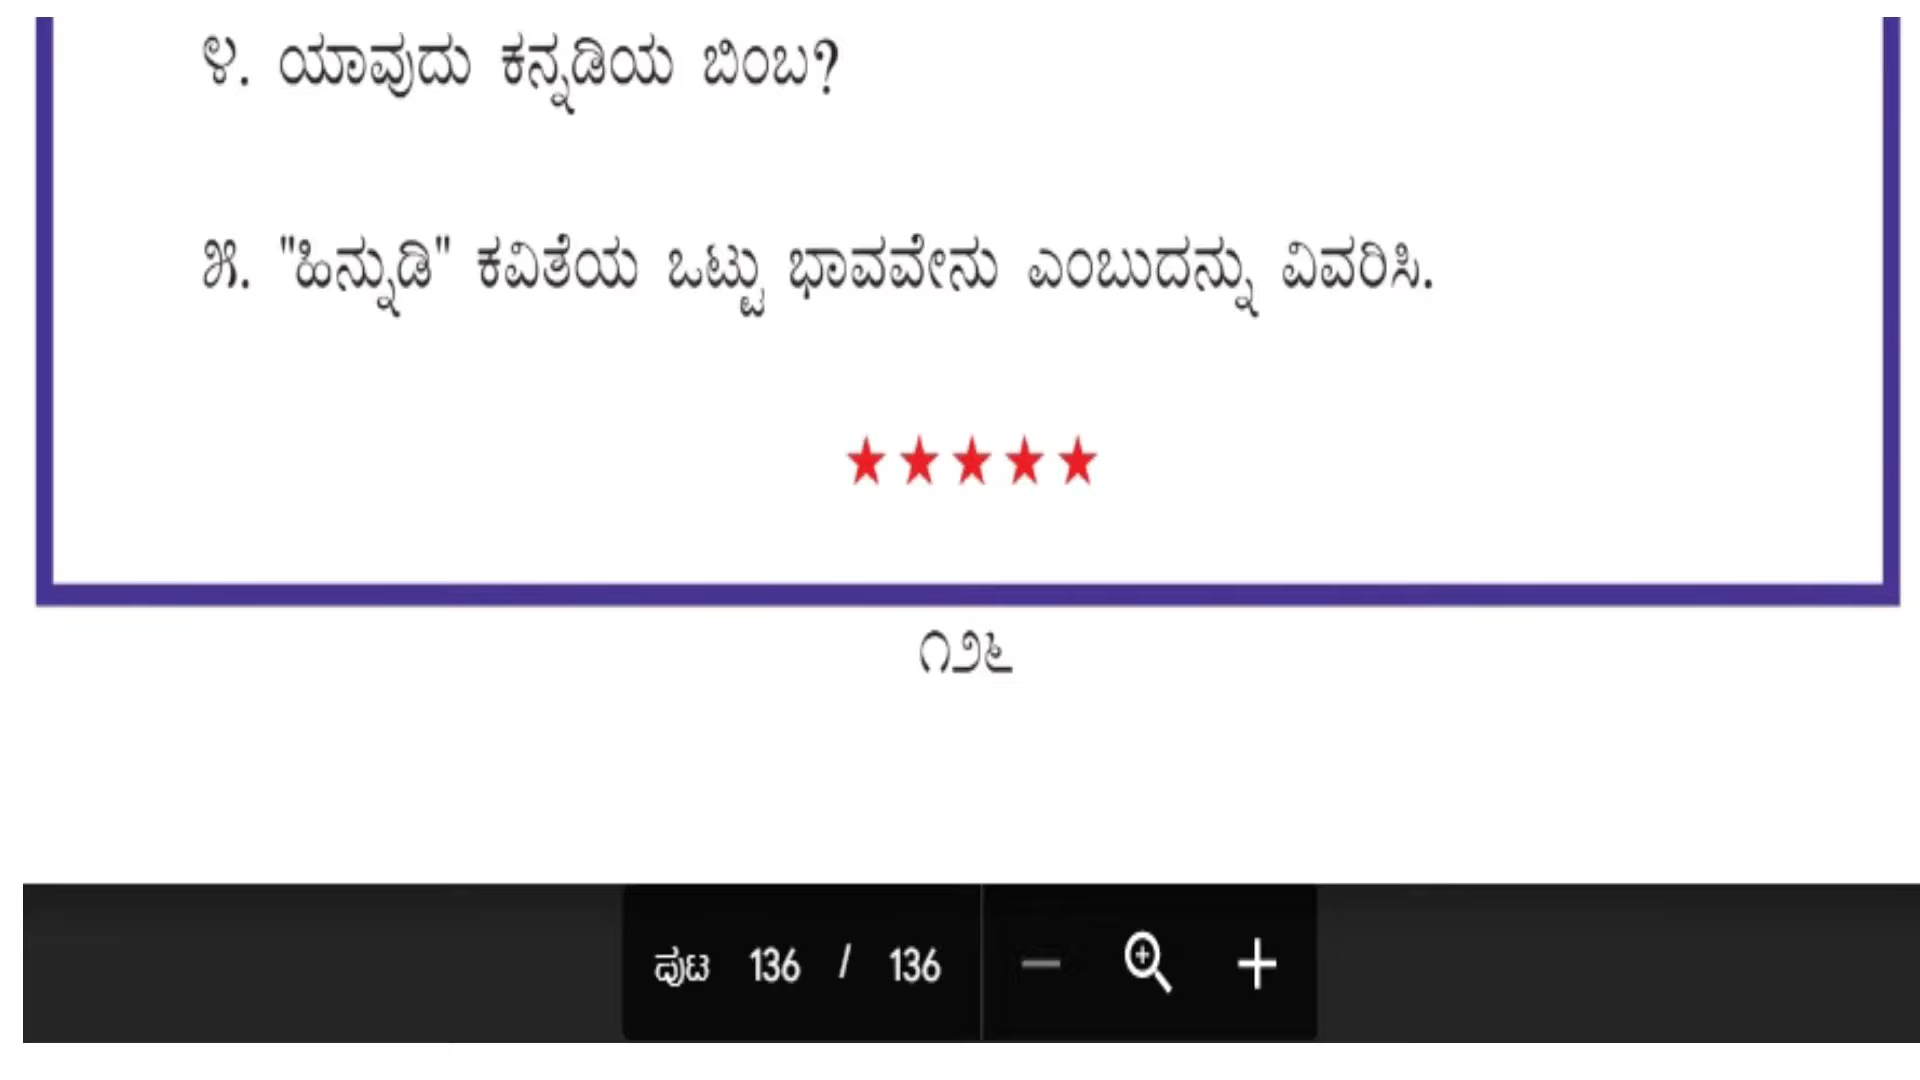 ೪. ಯಾವುದು ಕನ್ನಡಿಯ ಬಿಂಬ?
೫. "ಹಿನ್ನುಡಿ" ಕವಿತೆಯ ಒಟ್ಟು ಭಾವವೇನು ಎಂಬುದನ್ನು ವಿವರಿಸಿ.
೧೨೬
ಪುಟ 136 / 136